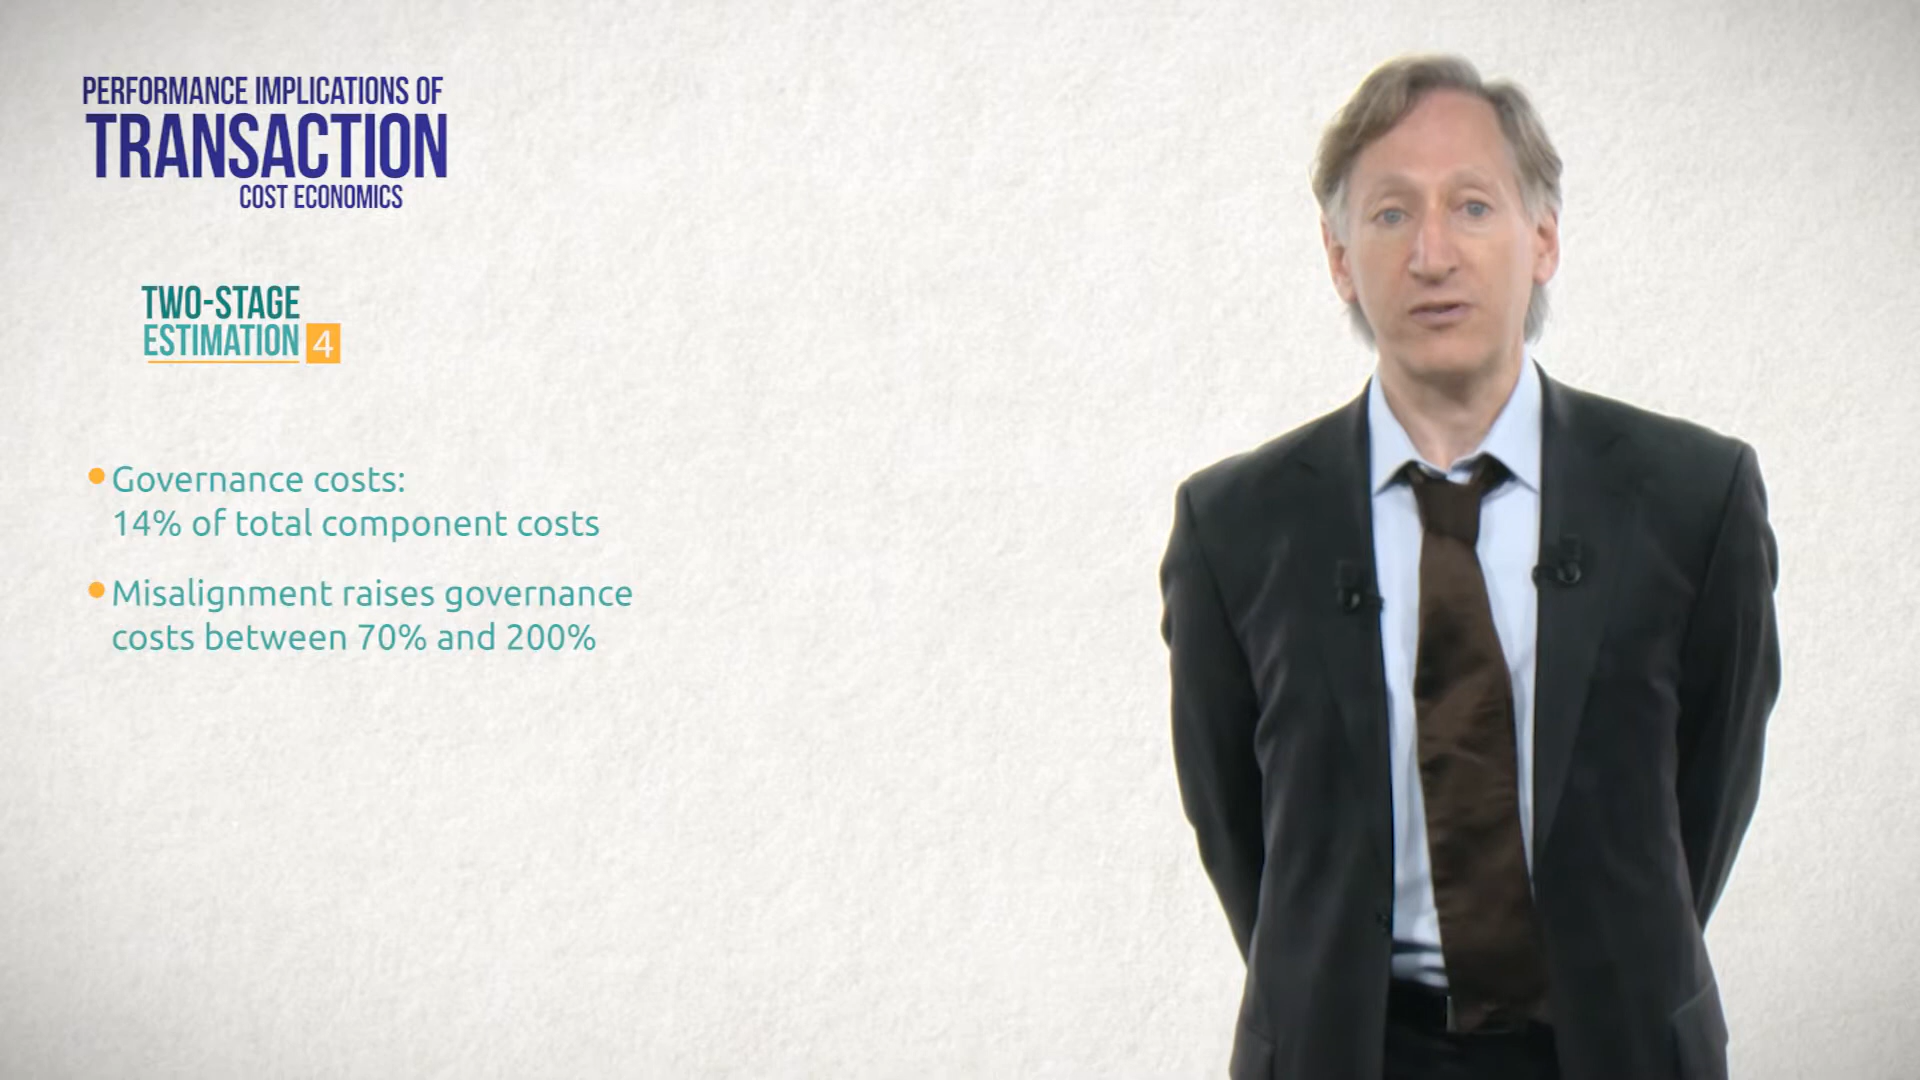 PERFORMANCE IMPLICATIONS OF
TRANSACTION
COST ECONOMICS
TWO-STAGE
ESTIMATION 4
Governance costs:
14% of total component costs
Misalignment raises governance
costs between 70% and 200%